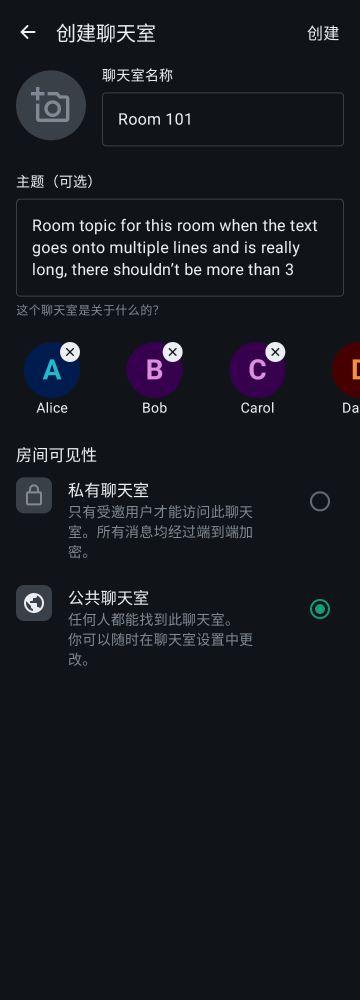 创建聊天室
创建
聊天室名称
Room 101
主题（可选）
Room topic for this room when the text
goes onto multiple lines and is really
long, there shouldn’t be more than 3
这个聊天室是关于什么的？
A
B
C
D
Alice
Bob
Carol
Da
房间可见性
私有聊天室
只有受邀用户才能访问此聊天
室。所有消息均经过端到端加
密。
公共聊天室
任何人都能找到此聊天室。
你可以随时在聊天室设置中更
改。